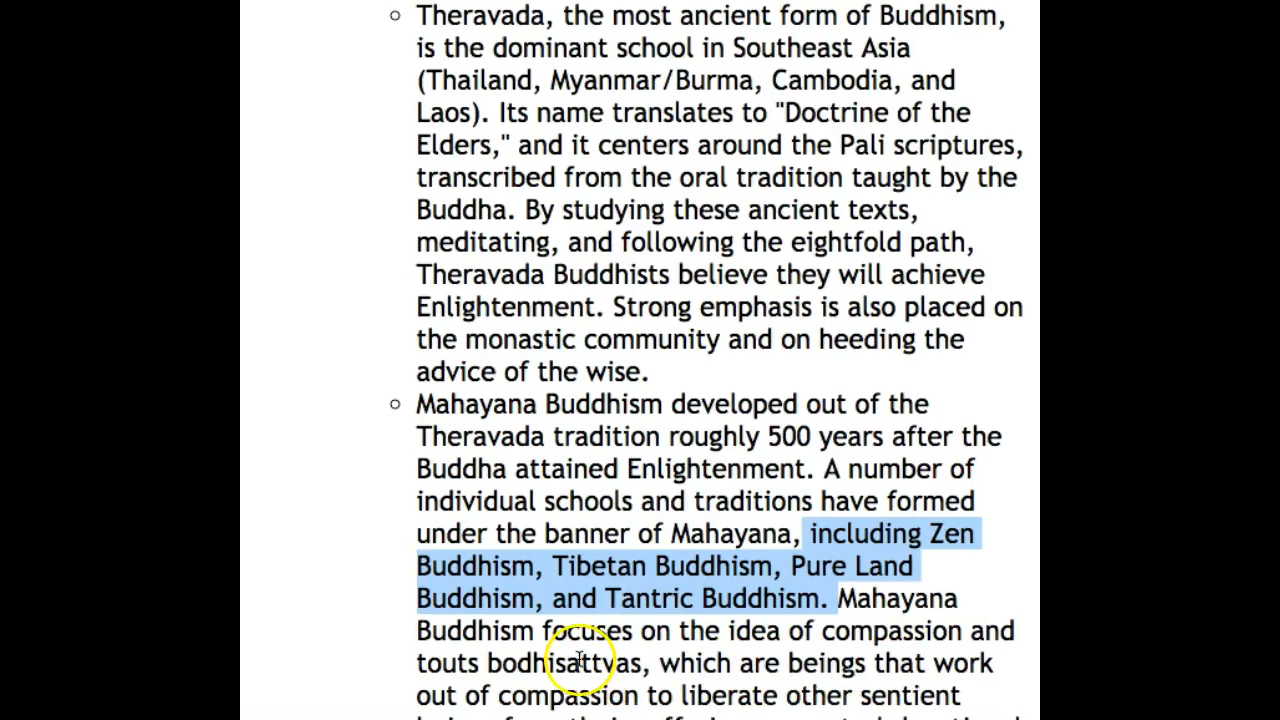 Theravada, the most ancient form of Buddhism,
is the dominant school in Southeast Asia
(Thailand, Myanmar/Burma, Cambodia, and
Laos). Its name translates to "Doctrine of the
Elders," and it centers around the Pali scriptures,
transcribed from the oral tradition taught by the
Buddha. By studying these ancient texts,
meditating, and following the eightfold path,
Theravada Buddhists believe they will achieve
Enlightenment. Strong emphasis is also placed on
the monastic community and on heeding the
advice of the wise.
Mahayana Buddhism developed out of the
Theravada tradition roughly 500 years after the
Buddha attained Enlightenment. A number of
individual schools and traditions have formed
under the banner of Mahayana, including Zen
Buddhism, Tibetan Buddhism, Pure Land
Buddhism, and Tantric Buddhism. Mahayana
Buddhism focuses on the idea of compassion and
touts bodhisattvas, which are beings that work
out of compassion to liberate other sentient